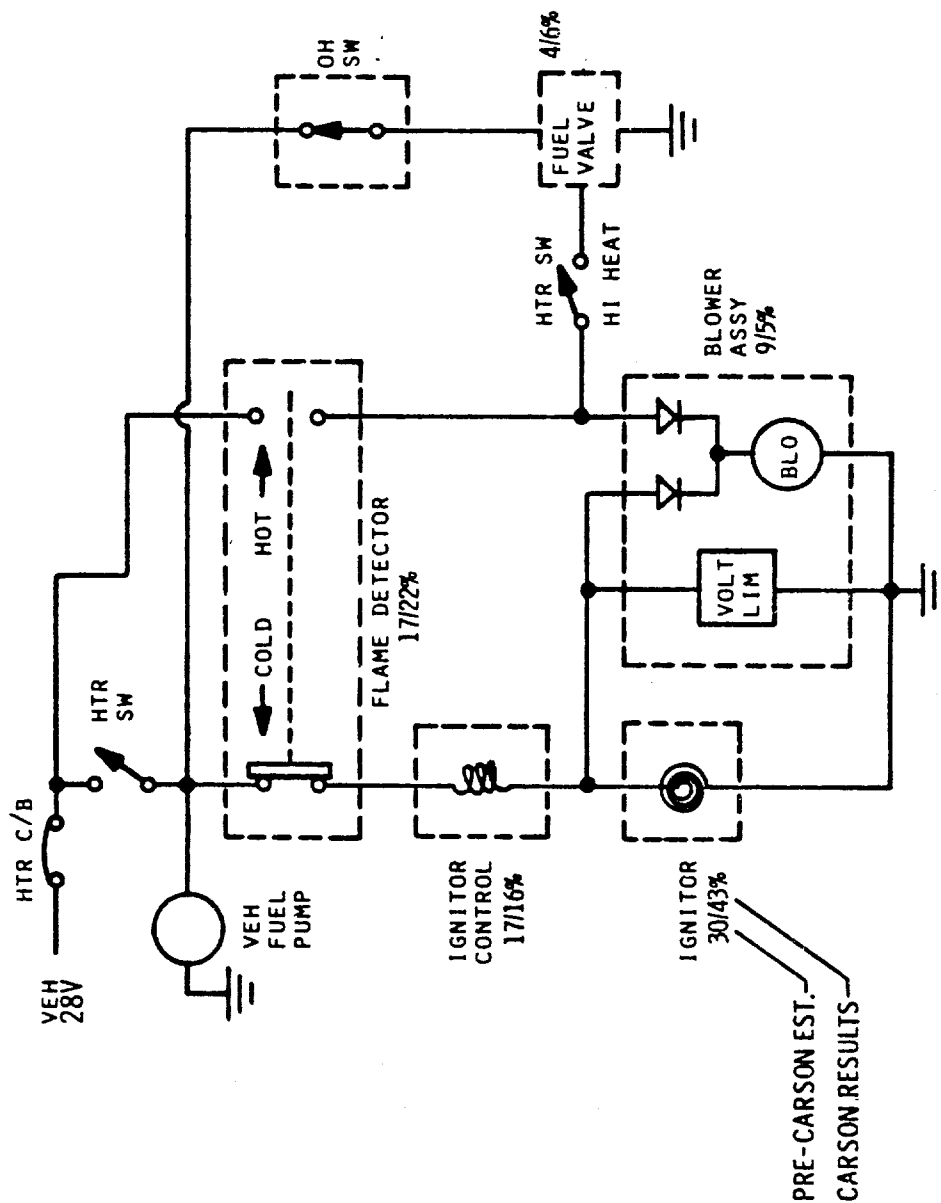 VEH
28V
HTR C/B
HTR
SW
VEH
FUEL
PUMP
COLD
HOT
FLAME DETECTOR
17/22%
OH
SW
IGNITOR
CONTROL
17/16%
HTR SW
HI HEAT
FUEL
VALVE
4/6%
IGNITOR
30/43%
VOLT
LIM
BLO
BLOWER
ASSY
9/5%
PRE-CARSON EST.
CARSON RESULTS